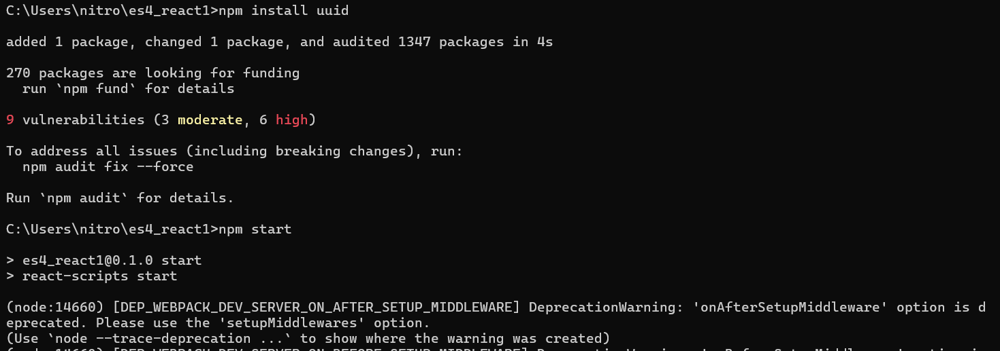 C:\Users\nitro\es4_react1>npm install uuid
added 1 package, changed 1 package, and audited 1347 packages in 4s
270 packages are looking for funding
  run `npm fund` for details
9 vulnerabilities (3 moderate, 6 high)
To address all issues (including breaking changes), run:
  npm audit fix --force
Run `npm audit` for details.
C:\Users\nitro\es4_react1>npm start
> es4_react1@0.1.0 start
> react-scripts start
(node:14660) [DEP_WEBPACK_DEV_SERVER_ON_AFTER_SETUP_MIDDLEWARE] DeprecationWarning: 'onAfterSetupMiddleware' option is d
eprecated. Please use the 'setupMiddlewares' option.
(Use `node --trace-deprecation ...` to show where the warning was created)